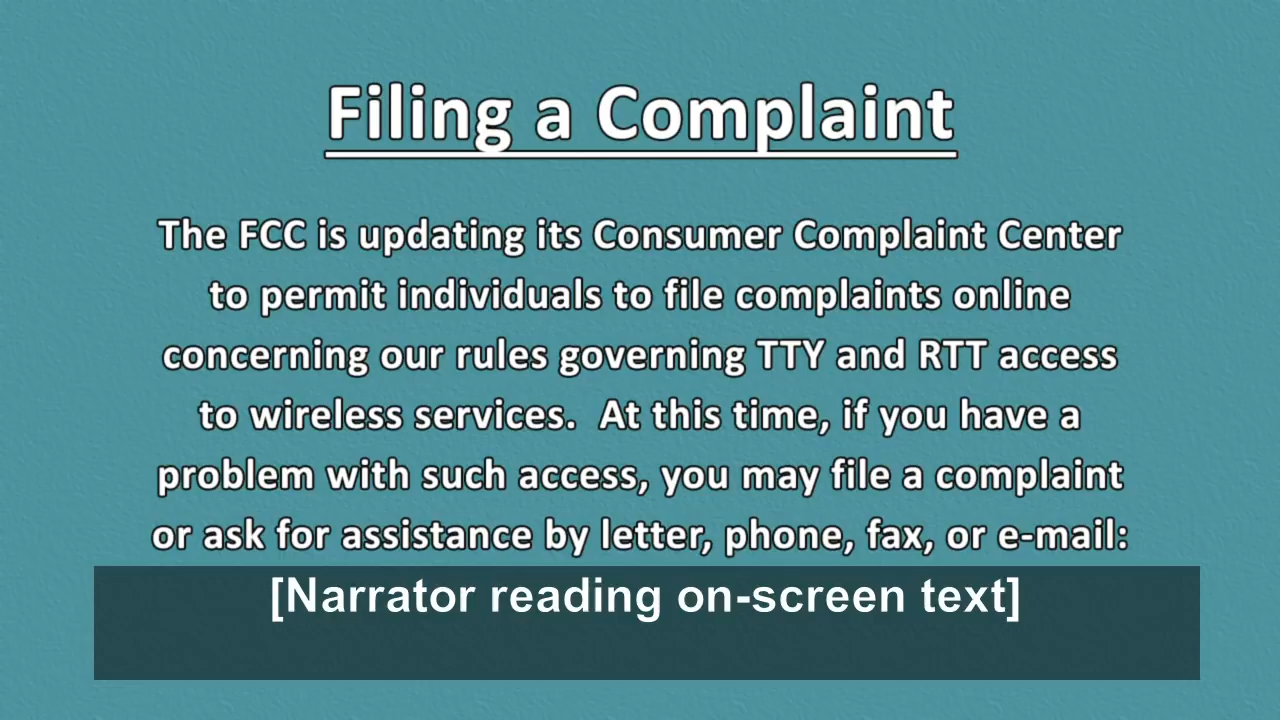 Filing a Complaint
The FCC is updating its Consumer Complaint Center
to permit individuals to file complaints online
concerning our rules governing TTY and RTT access
to wireless services.  At this time, if you have a
problem with such access, you may file a complaint
or ask for assistance by letter, phone, fax, or e-mail:
[Narrator reading on-screen text]